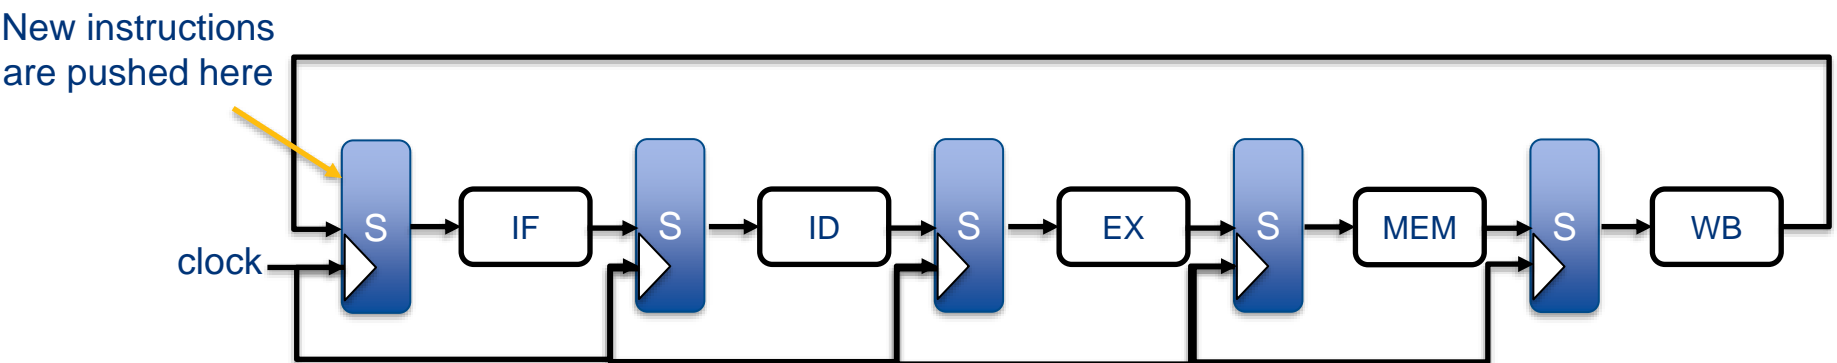 New instructions
are pushed here
S
IF
S
ID
S
EX
S
MEM
S
WB
clock